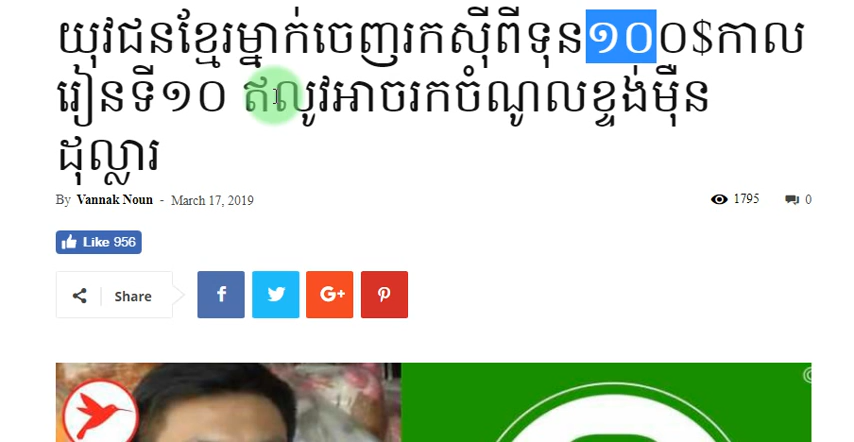 យុវជនខ្មែរម្នាក់ចេញរកស៊ីពីទុន១០០$កាល
រៀនទី១០ ឥលូវអាចរកចំណូលខ្ទង់ម៉ឺន
ដុល្លារ
By Vannak Noun - March 17, 2019 1795 0
Like 956
Share f G+